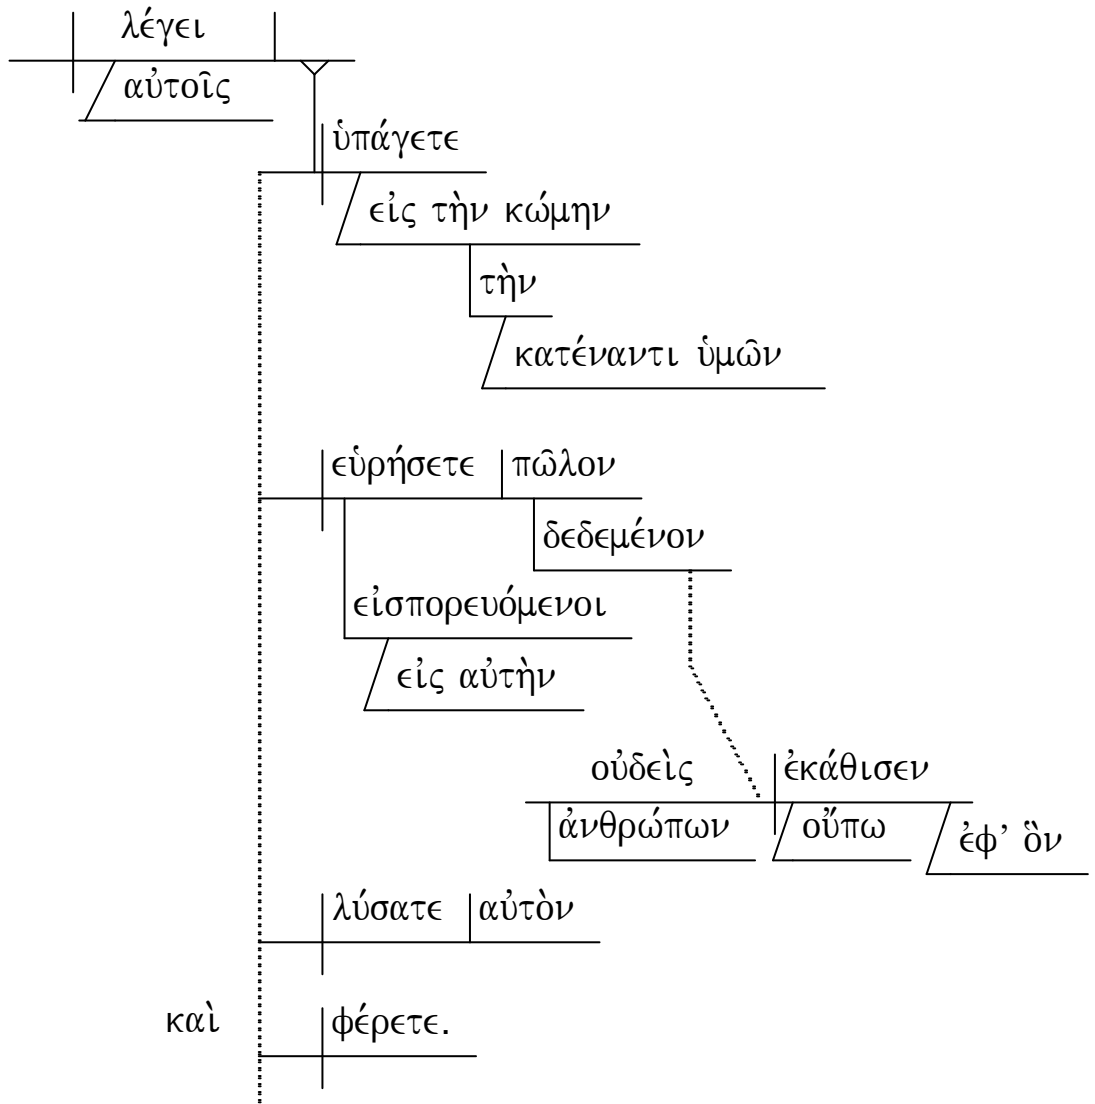 λέγει
αὐτοῖς
ὑπάγετε
εἰς τὴν κώμην
τὴν
κατέναντι ὑμῶν
εὑρήσετε πῶλον
δεδεμένον
εἰσπορευόμενοι
εἰς αὐτὴν
οὐδεὶς ἐκάθισεν
ἀνθρώπων οὔπω ἐφ’ ὃν
λύσατε αὐτὸν
καὶ φέρετε.